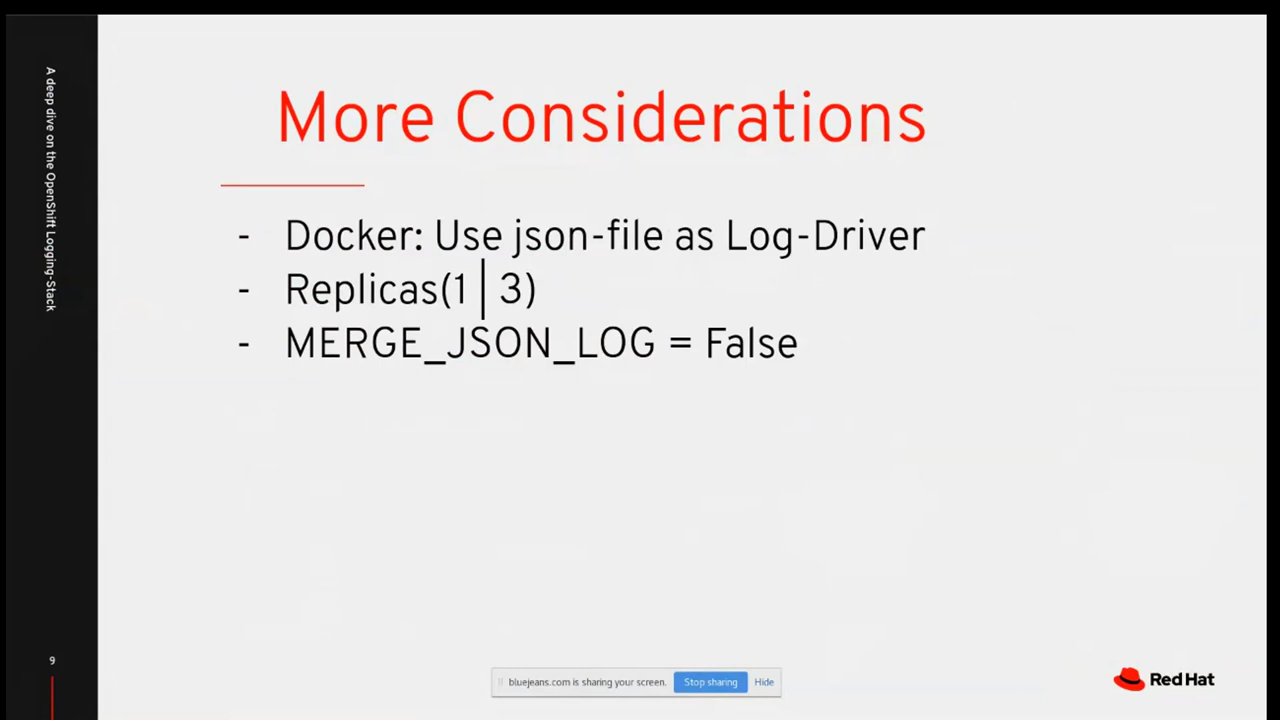 A deep dive on the OpenShift Logging-Stack
More Considerations
- Docker: Use json-file as Log-Driver
- Replicas(1 | 3)
- MERGE_JSON_LOG = False
9
bluejeans.com is sharing your screen. Stop sharing Hide
Red Hat